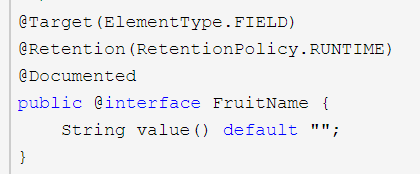 @Target(ElementType.FIELD)
@Retention(RetentionPolicy.RUNTIME)
@Documented
public @interface FruitName {
    String value() default "";
}